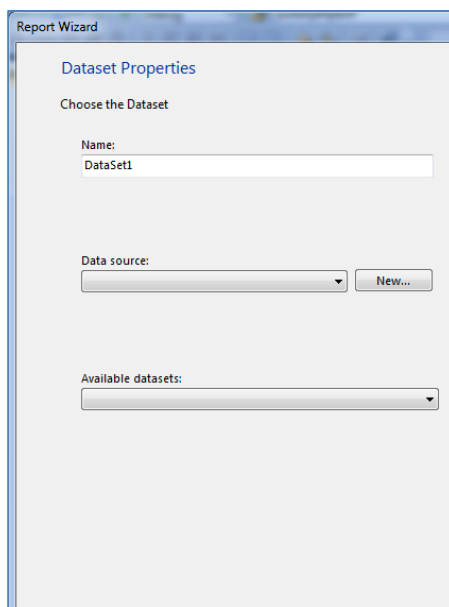 Report Wizard
Dataset Properties
Choose the Dataset
Name:
DataSet1
Data source:
New...
Available datasets: